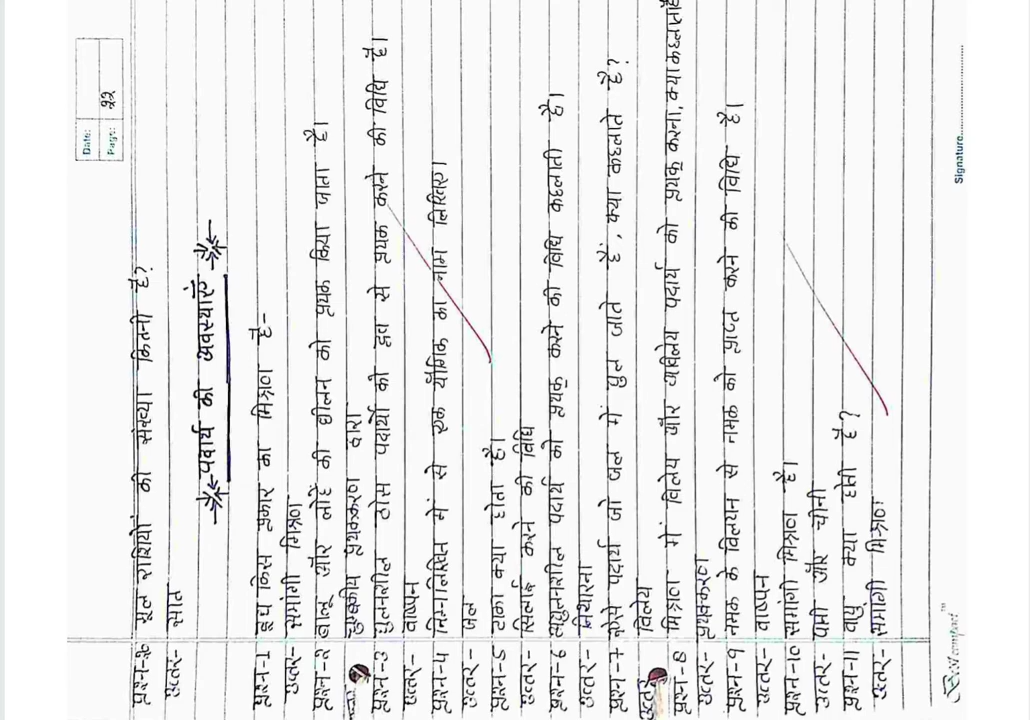 Date:
Page: 22
प्रश्न-26 मूल राशियों की संख्या कितनी है?
उत्तर- सात
पदार्थ की अवस्थाएँ
प्रश्न-1 दूध किस प्रकार का मिश्रण है-
उत्तर- समांगी मिश्रण
प्रश्न-2 बालू और लोहे की छीलन को पृथक किया जाता है।
चुम्बकीय पृथक्करण द्वारा
प्रश्न-3 घुलनशील ठोस पदार्थो को द्रव से पृथक करने की विधि है।
उत्तर- वाष्पन
प्रश्न-4 निम्नलिखित में से एक यौगिक का नाम लिखिए।
उत्तर- जल
प्रश्न-5 टांका क्या होता है।
उत्तर- सिलाई करने की विधि
प्रश्न-6 अघुलनशील पदार्थ को पृथक् करने की विधि कहलाती है।
उत्तर- निथारना
प्रश्न-7 ऐसे पदार्थ जो जल में घुल जाते हैं, क्या कहलाते है?
उत्तर विलेय
प्रश्न-8 मिश्रण में विलेय और अविलेय पदार्थ को पृथक् करना, क्या कहलाता है
उत्तर- पृथक्करण
प्रश्न-9 नमक के विलयन से नमक को प्राप्त करने की विधि है।
उत्तर- वाष्पन
प्रश्न-10 समांगी मिश्रण है।
उत्तर- पानी और चीनी
प्रश्न-11 वायु क्या होती है?
उत्तर- समांगी मिश्रण
Signature